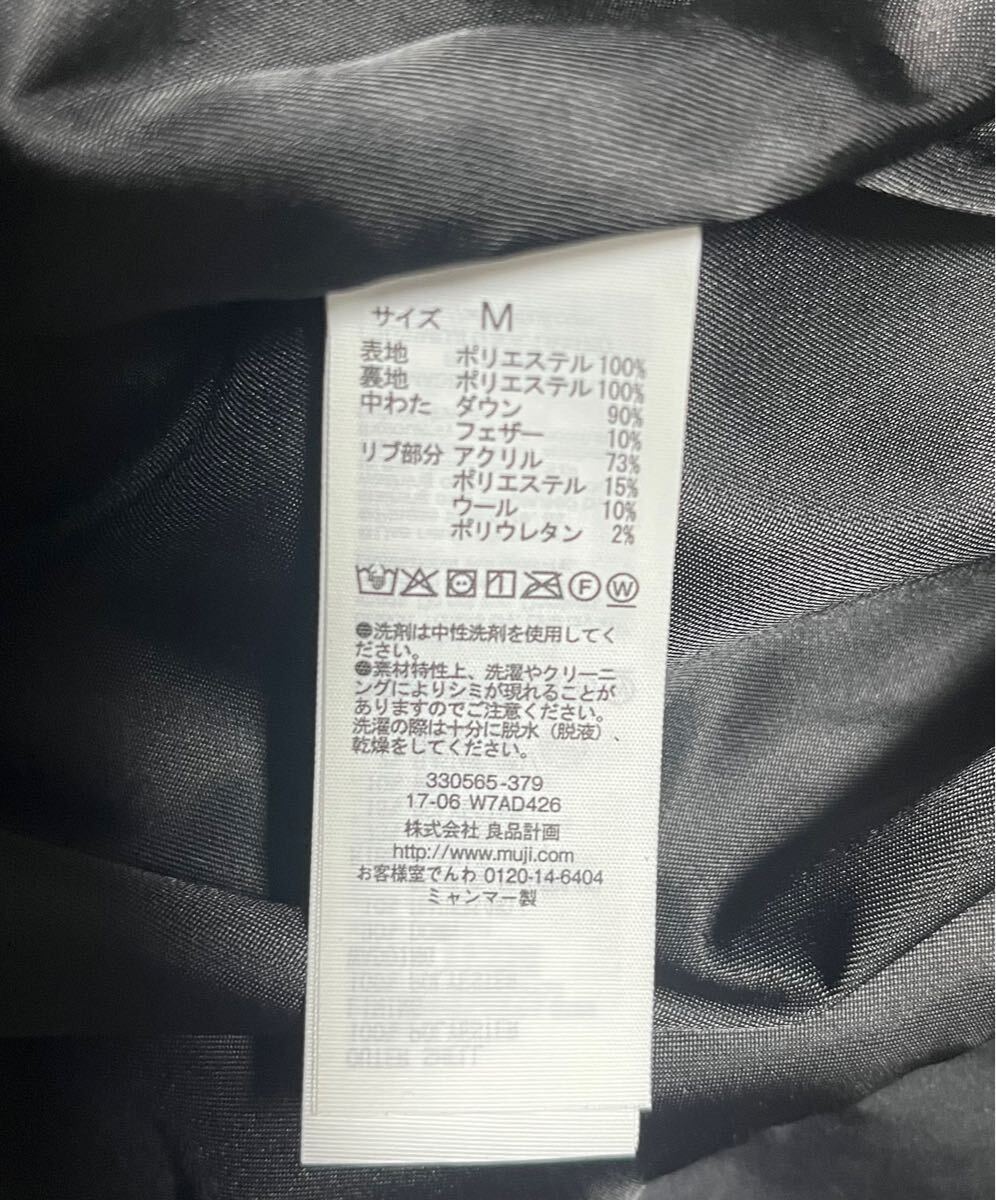 サイズ M
表地 ポリエステル 100%
裏地 ポリエステル 100%
中わた ダウン 90%
フェザー 10%
リブ部分 アクリル 73%
ポリエステル 15%
ウール 10%
ポリウレタン 2%
F W
●洗剤は中性洗剤を使用してく
ださい。
●素材特性上、洗濯やクリーニ
ングによりシミが現れることが
ありますのでご注意ください。
洗濯の際は十分に脱水（脱液）、
乾燥をしてください。
330565-379
17-06 W7AD426
株式会社 良品計画
http://www.muji.com
お客様室でんわ 0120-14-6404
ミャンマー製
100% POLYESTER
100% POLYESTER
OUTER SHELL